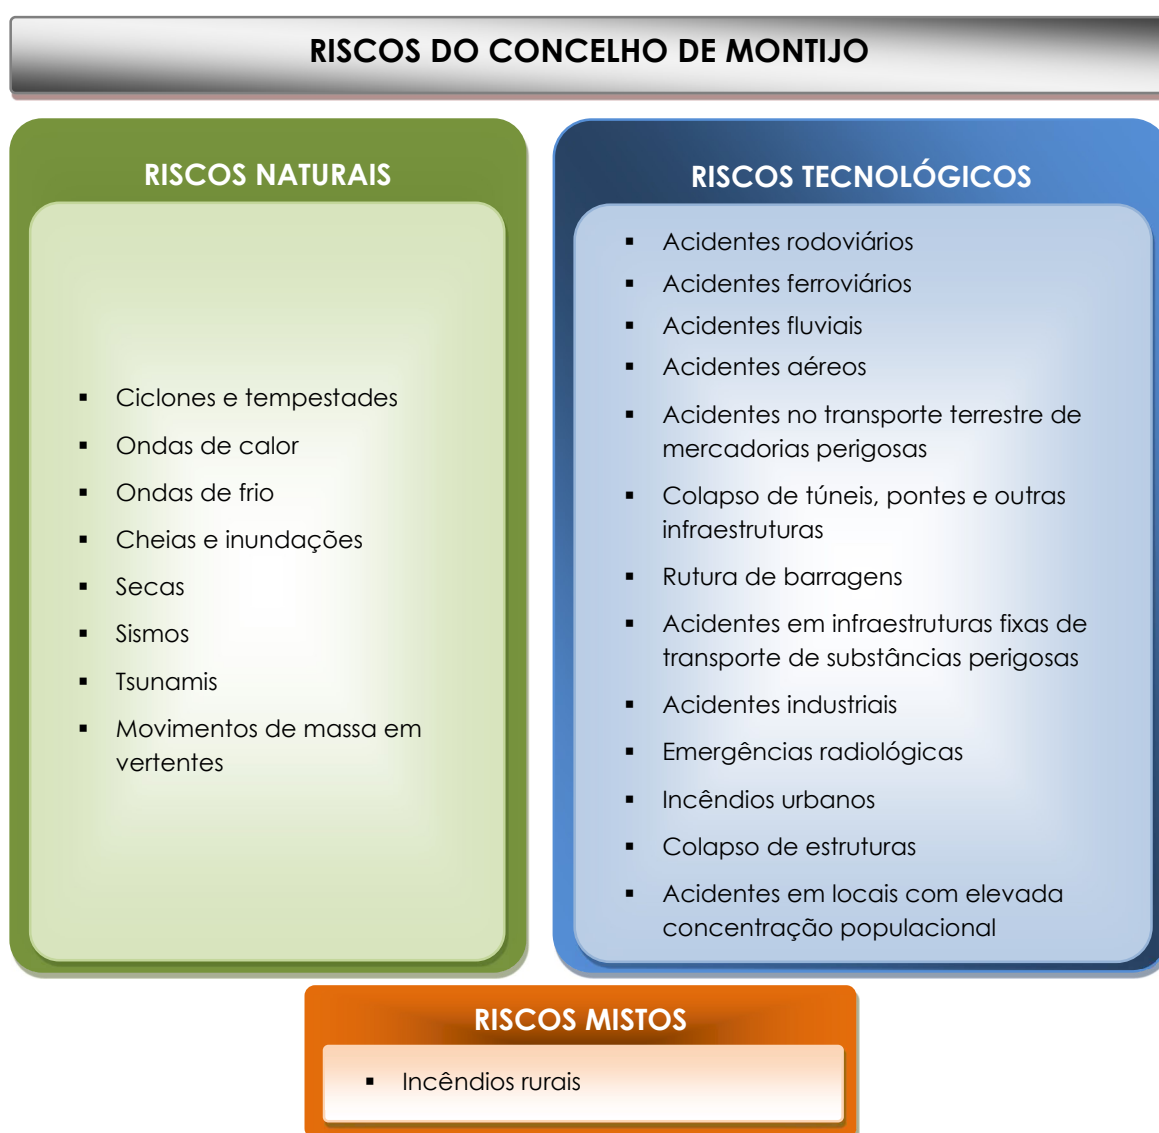 RISCOS DO CONCELHO DE MONTIJO
RISCOS NATURAIS
▪ Ciclones e tempestades
▪ Ondas de calor
▪ Ondas de frio
▪ Cheias e inundações
▪ Secas
▪ Sismos
▪ Tsunamis
▪ Movimentos de massa em
vertentes
RISCOS TECNOLÓGICOS
▪ Acidentes rodoviários
▪ Acidentes ferroviários
▪ Acidentes fluviais
▪ Acidentes aéreos
▪ Acidentes no transporte terrestre de
mercadorias perigosas
▪ Colapso de túneis, pontes e outras
infraestruturas
▪ Rutura de barragens
▪ Acidentes em infraestruturas fixas de
transporte de substâncias perigosas
▪ Acidentes industriais
▪ Emergências radiológicas
▪ Incêndios urbanos
▪ Colapso de estruturas
▪ Acidentes em locais com elevada
concentração populacional
RISCOS MISTOS
▪ Incêndios rurais